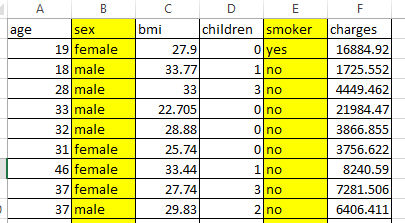 A B C D E F
age sex bmi children smoker charges
19 female 27.9 0 yes 16884.92
18 male 33.77 1 no 1725.552
28 male 33 3 no 4449.462
33 male 22.705 0 no 21984.47
32 male 28.88 0 no 3866.855
31 female 25.74 0 no 3756.622
46 female 33.44 1 no 8240.59
37 female 27.74 3 no 7281.506
37 male 29.83 2 no 6406.411